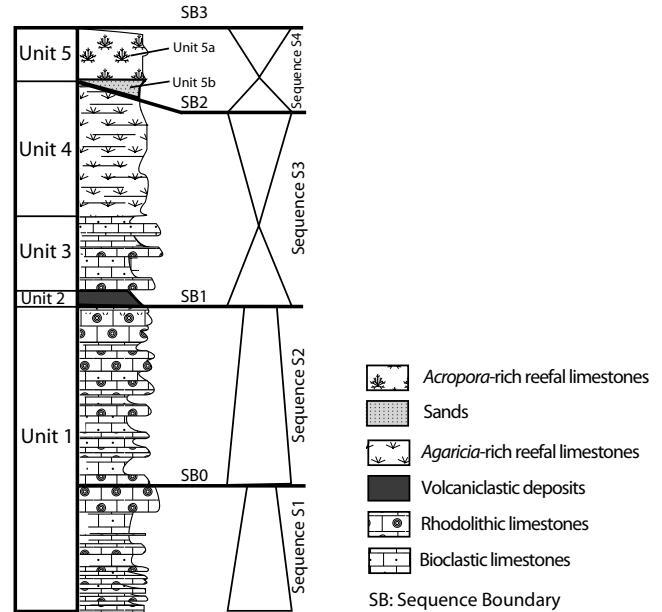 SB3
Unit 5
Unit 5a
Unit 5b
Sequence S4
SB2
Unit 4
Sequence S3
Unit 3
Unit 2
SB1
Sequence S2
Unit 1
SB0
Sequence S1
Acropora-rich reefal limestones
Sands
Agaricia-rich reefal limestones
Volcaniclastic deposits
Rhodolithic limestones
Bioclastic limestones
SB: Sequence Boundary